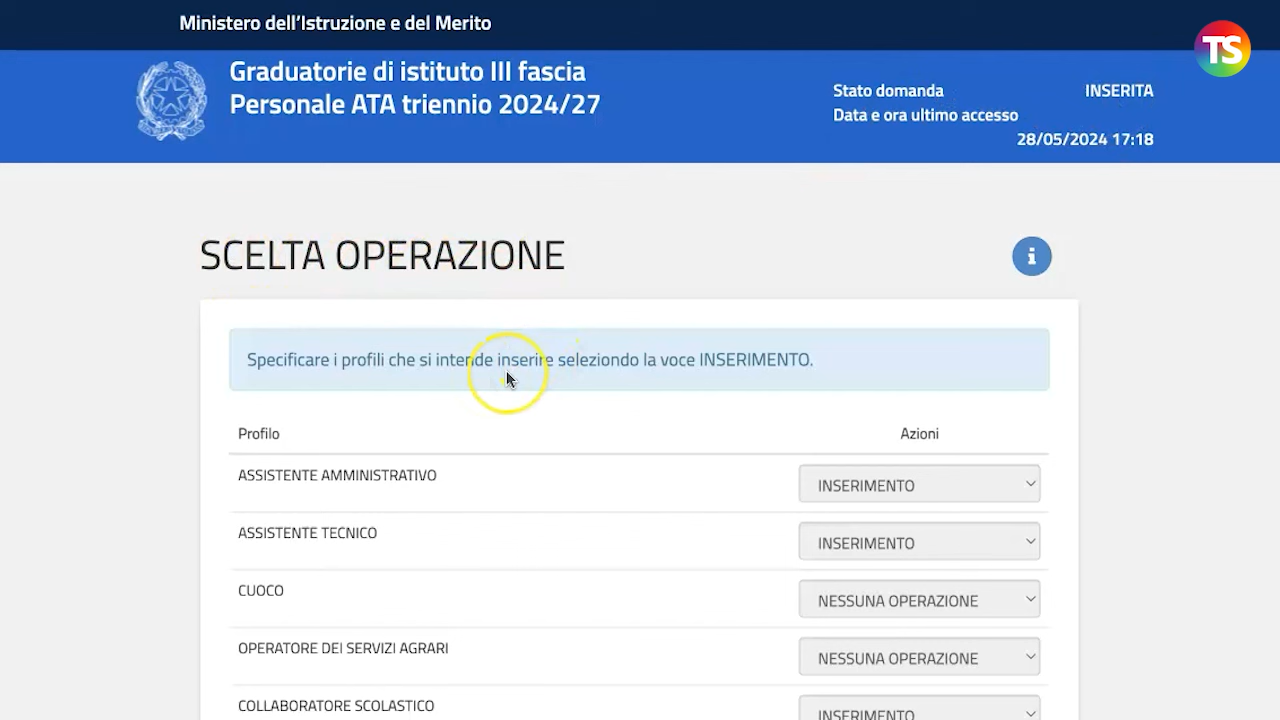 Ministero dell'Istruzione e del Merito
TS
Graduatorie di istituto III fascia
Personale ATA triennio 2024/27
Stato domanda INSERITA
Data e ora ultimo accesso
28/05/2024 17:18
SCELTA OPERAZIONE
i
Specificare i profili che si intende inserire seleziondo la voce INSERIMENTO.
Profilo Azioni
ASSISTENTE AMMINISTRATIVO INSERIMENTO
ASSISTENTE TECNICO INSERIMENTO
CUOCO NESSUNA OPERAZIONE
OPERATORE DEI SERVIZI AGRARI NESSUNA OPERAZIONE
COLLABORATORE SCOLASTICO INSERIMENTO